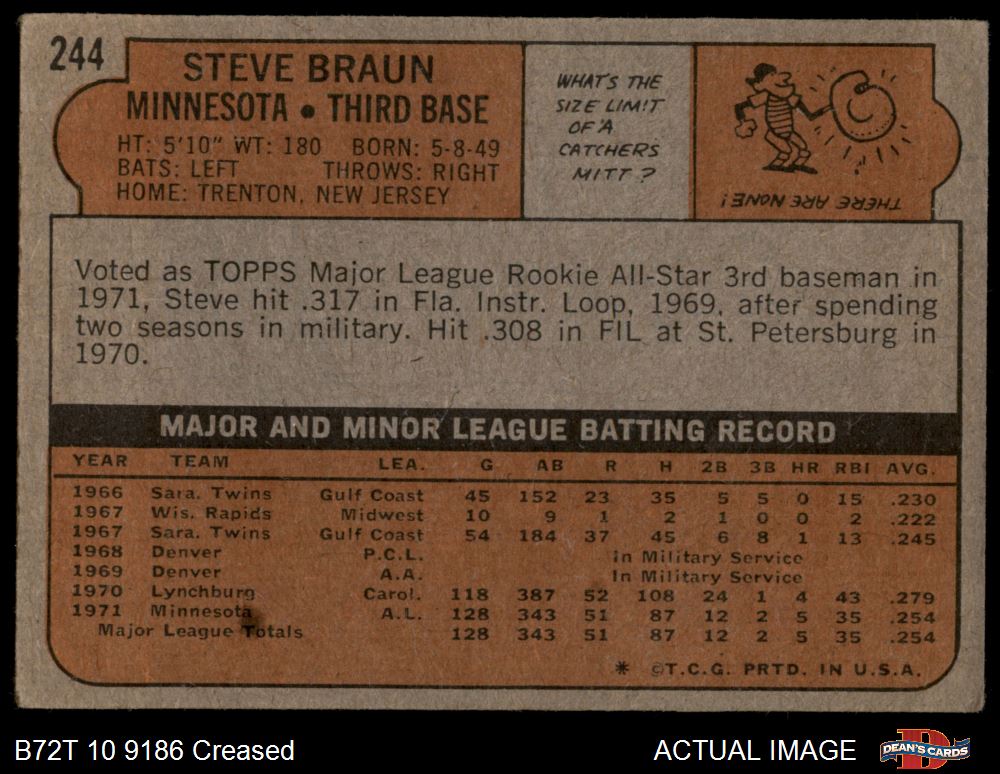 244
STEVE BRAUN
MINNESOTA • THIRD BASE
HT: 5'10" WT: 180 BORN: 5-8-49
BATS: LEFT THROWS: RIGHT
HOME: TRENTON, NEW JERSEY
WHAT'S THE
SIZE LIMIT
OF A
CATCHERS
MITT?
THERE ARE NONE!
Voted as TOPPS Major League Rookie All-Star 3rd baseman in
1971, Steve hit .317 in Fla. Instr. Loop, 1969, after spending
two seasons in military. Hit .308 in FIL at St. Petersburg in
1970.
MAJOR AND MINOR LEAGUE BATTING RECORD
YEAR TEAM LEA. G AB R H 2B 3B HR RBI AVG.
1966 Sara. Twins Gulf Coast 45 152 23 35 5 5 0 15 .230
1967 Wis. Rapids Midwest 10 9 1 2 1 0 0 2 .222
1967 Sara. Twins Gulf Coast 54 184 37 45 6 8 1 13 .245
1968 Denver P.C.L. In Military Service
1969 Denver A.A. In Military Service
1970 Lynchburg Carol. 118 387 52 108 24 1 4 43 .279
1971 Minnesota A.L. 128 343 51 87 12 2 5 35 .254
Major League Totals 128 343 51 87 12 2 5 35 .254
* ©T.C.G. PRTD. IN U.S.A.
B72T 10 9186 Creased ACTUAL IMAGE DEAN'S CARDS